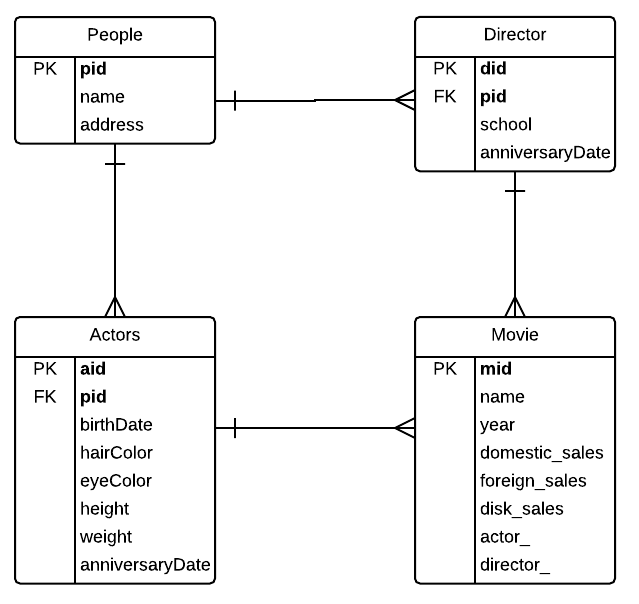 People
PK pid
name
address
Director
PK did
FK pid
school
anniversaryDate
Actors
PK aid
FK pid
birthDate
hairColor
eyeColor
height
weight
anniversaryDate
Movie
PK mid
name
year
domestic_sales
foreign_sales
disk_sales
actor_
director_